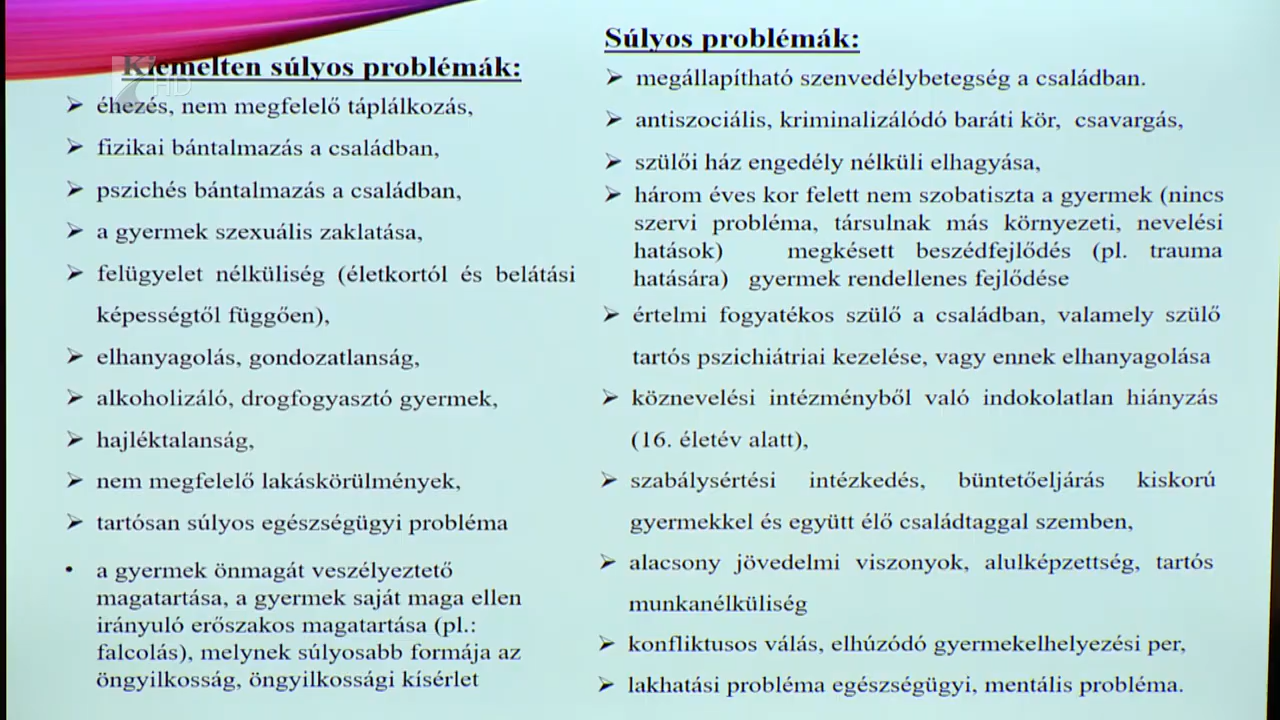 Kiemelten súlyos problémák:
éhezés, nem megfelelő táplálkozás,
fizikai bántalmazás a családban,
pszichés bántalmazás a családban,
a gyermek szexuális zaklatása,
felügyelet nélküliség (életkortól és belátási
képességtől függően),
elhanyagolás, gondozatlanság,
alkoholizáló, drogfogyasztó gyermek,
hajléktalanság,
nem megfelelő lakáskörülmények,
tartósan súlyos egészségügyi probléma
a gyermek önmagát veszélyeztető
magatartása, a gyermek saját maga ellen
irányuló erőszakos magatartása (pl.:
falcolás), melynek súlyosabb formája az
öngyilkosság, öngyilkossági kísérlet
Súlyos problémák:
megállapítható szenvedélybetegség a családban.
antiszociális, kriminalizálódó baráti kör, csavargás,
szülői ház engedély nélküli elhagyása,
három éves kor felett nem szobatiszta a gyermek (nincs
szervi probléma, társulnak más környezeti, nevelési
hatások) megkésett beszédfejlődés (pl. trauma
hatására) gyermek rendellenes fejlődése
értelmi fogyatékos szülő a családban, valamely szülő
tartós pszichiátriai kezelése, vagy ennek elhanyagolása
köznevelési intézményből való indokolatlan hiányzás
(16. életév alatt),
szabálysértési intézkedés, büntetőeljárás kiskorú
gyermekkel és együtt élő családtaggal szemben,
alacsony jövedelmi viszonyok, alulképzettség, tartós
munkanélküliség
konfliktusos válás, elhúzódó gyermekelhelyezési per,
lakhatási probléma egészségügyi, mentális probléma.
HD